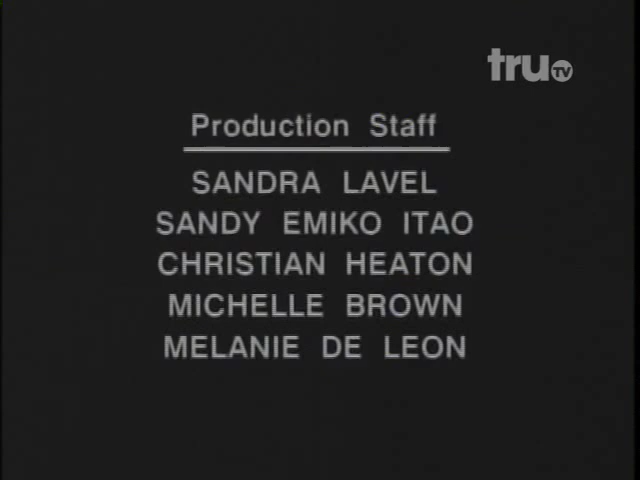 truTV
Production Staff
SANDRA LAVEL
SANDY EMIKO ITAO
CHRISTIAN HEATON
MICHELLE BROWN
MELANIE DE LEON